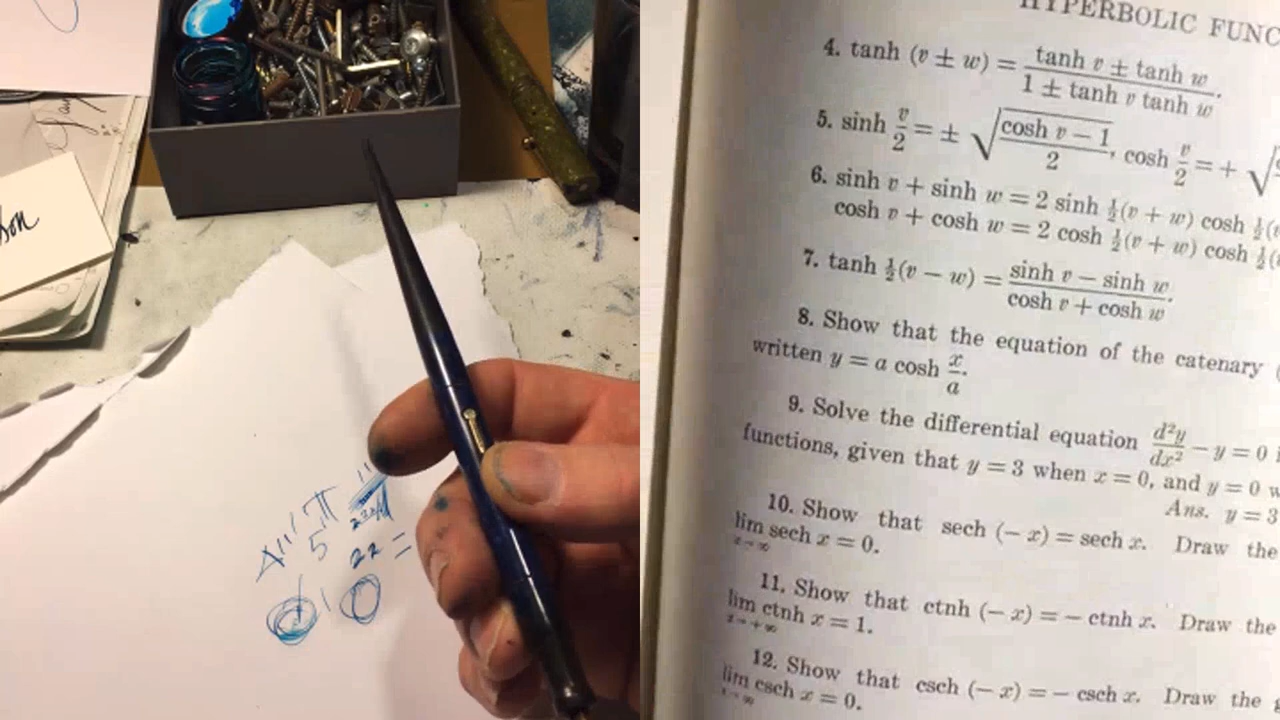 son
5
22 =
HYPERBOLIC FUNC
4. tanh (v ± w) = (tanh v ± tanh w) / (1 ± tanh v tanh w).
5. sinh v/2 = ± √((cosh v − 1)/2), cosh v/2 = + √
6. sinh v + sinh w = 2 sinh ½(v + w) cosh ½(
cosh v + cosh w = 2 cosh ½(v + w) cosh ½(
7. tanh ½(v − w) = (sinh v − sinh w) / (cosh v + cosh w).
8. Show that the equation of the catenary
written y = a cosh x/a.
9. Solve the differential equation d²y/dx² − y = 0
functions, given that y = 3 when x = 0, and y = 0
Ans. y = 3
10. Show that sech (− x) = sech x. Draw the
lim sech x = 0.
x→∞
11. Show that ctnh (− x) = − ctnh x. Draw the
lim ctnh x = 1.
x→+∞
12. Show that csch (− x) = − csch x. Draw the
lim csch x = 0.
x→∞